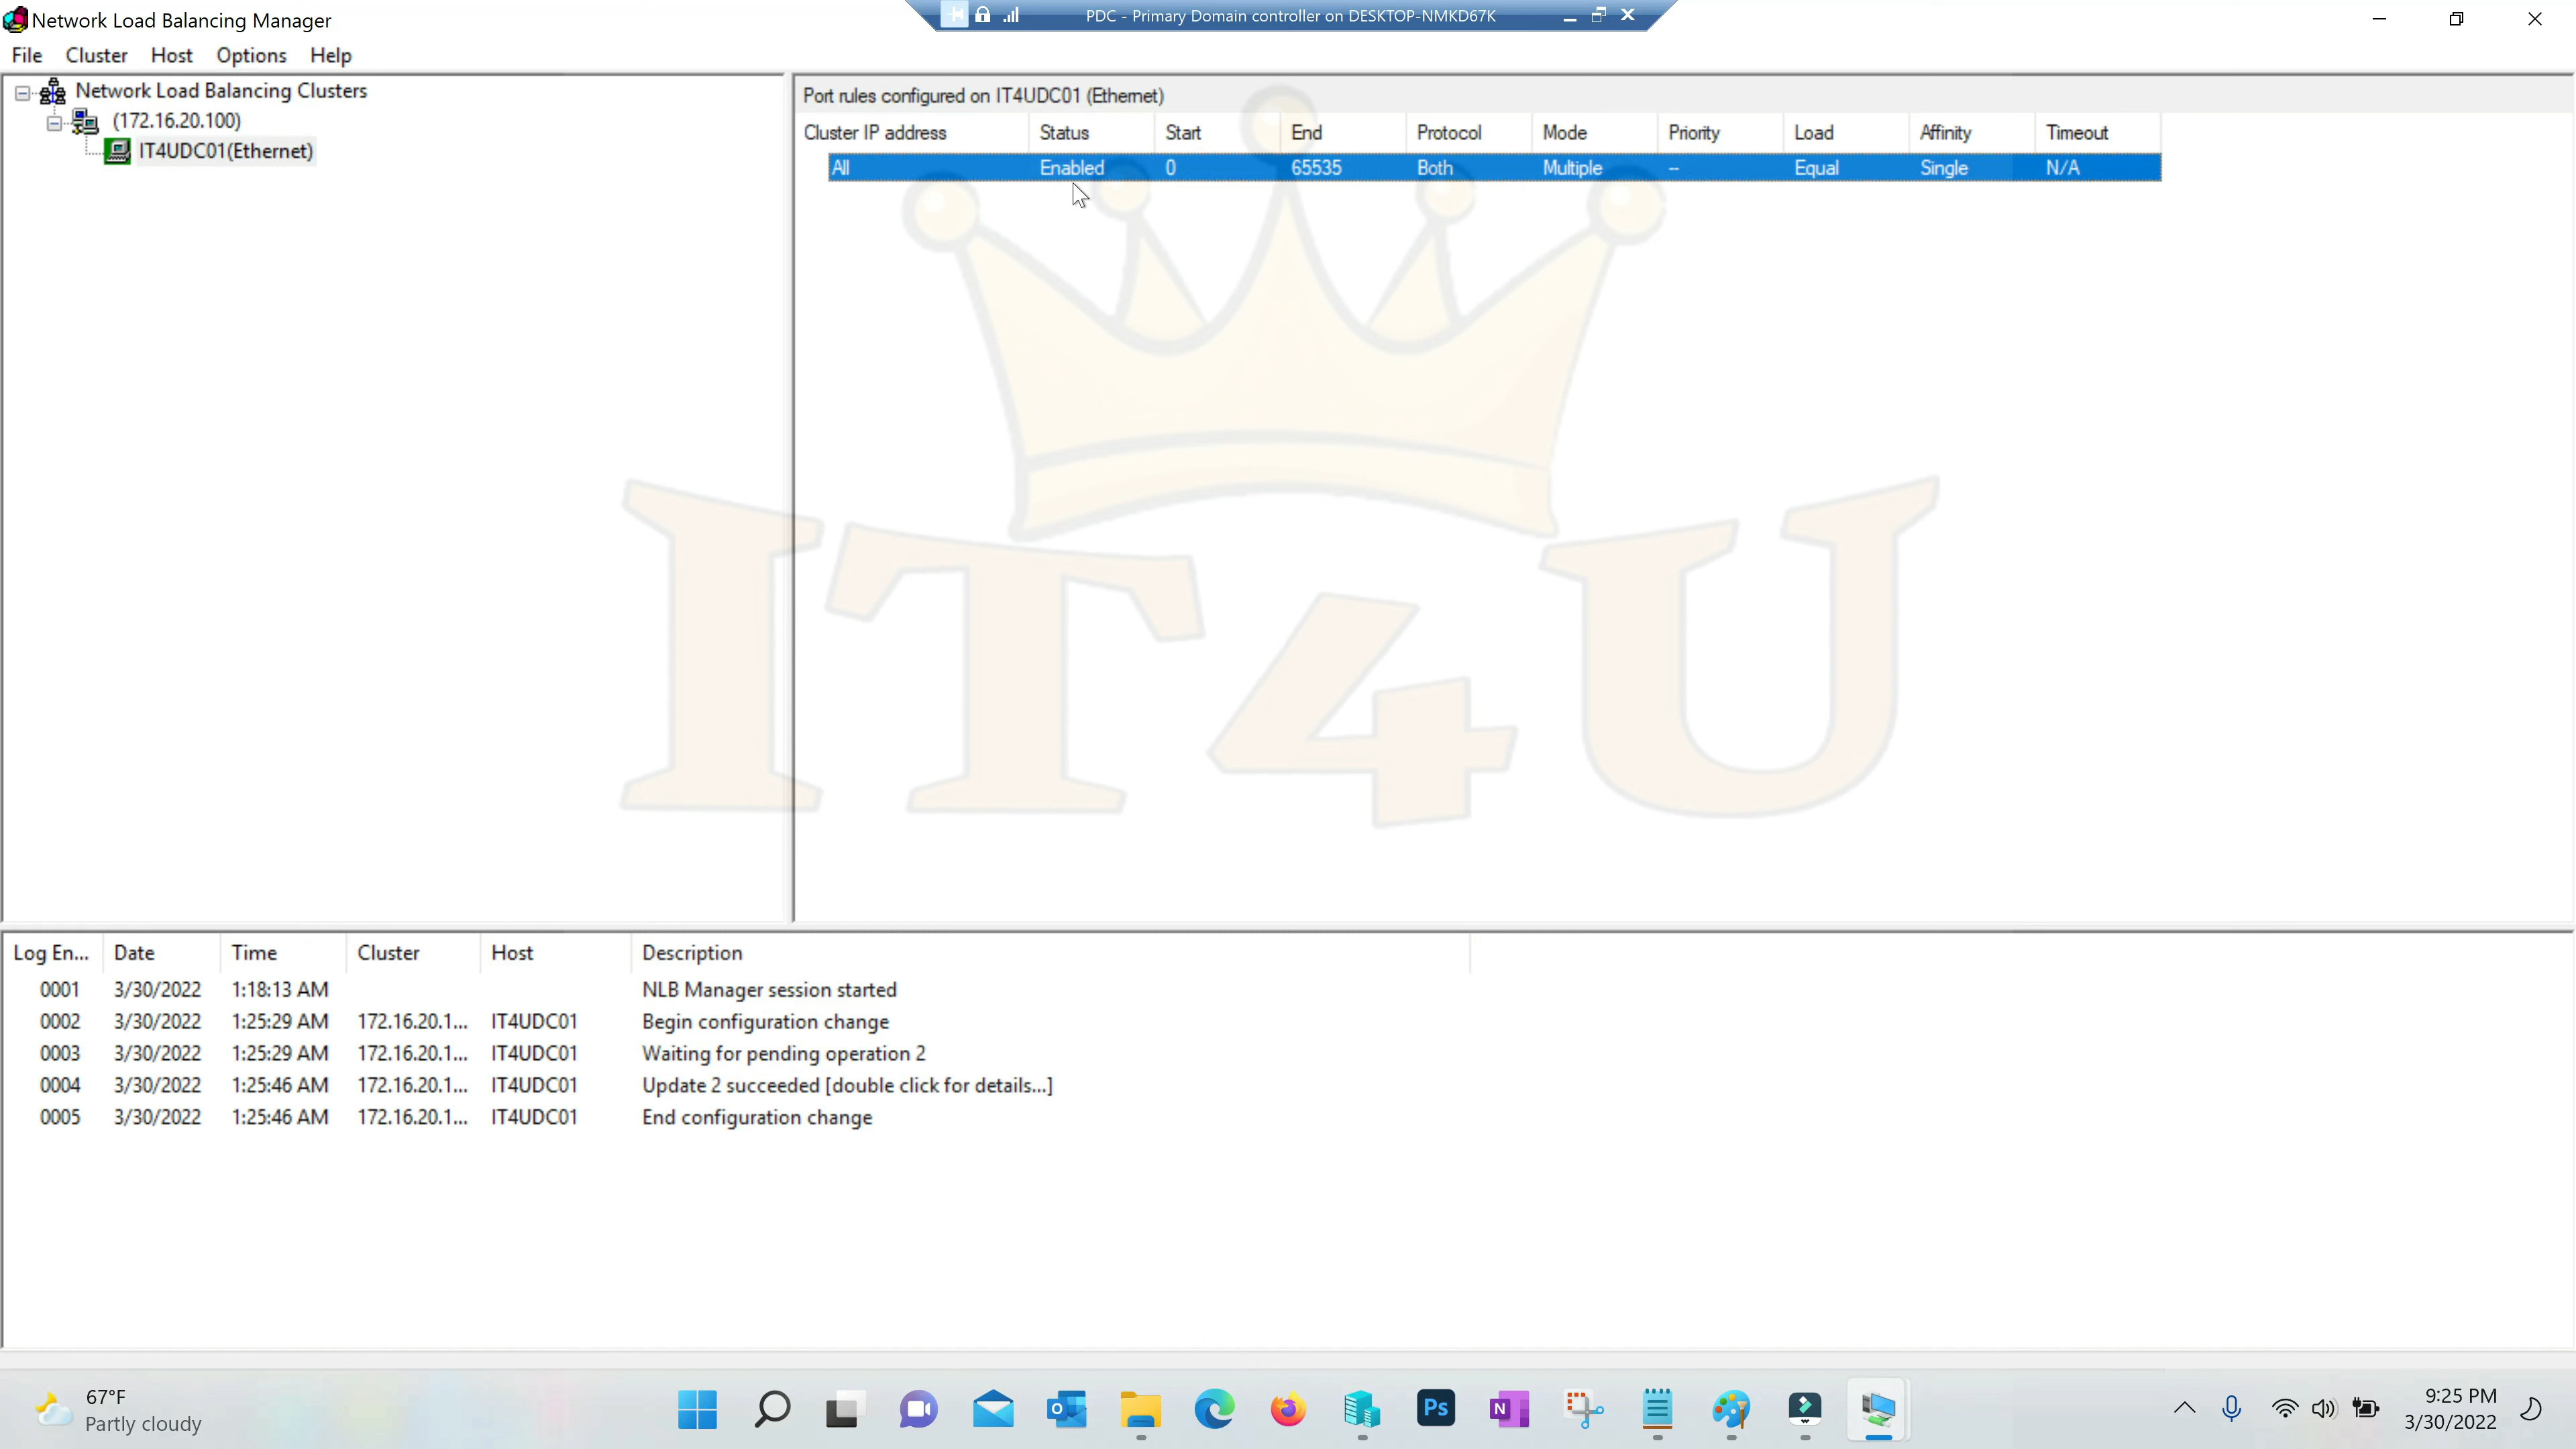 Network Load Balancing Manager
PDC - Primary Domain controller on DESKTOP-NMKD67K
File Cluster Host Options Help
Network Load Balancing Clusters
(172.16.20.100)
IT4UDC01(Ethernet)
Port rules configured on IT4UDC01 (Ethernet)
Cluster IP address Status Start End Protocol Mode Priority Load Affinity Timeout
All Enabled 0 65535 Both Multiple -- Equal Single N/A
IT4U
Log En... Date Time Cluster Host Description
0001 3/30/2022 1:18:13 AM NLB Manager session started
0002 3/30/2022 1:25:29 AM 172.16.20.1... IT4UDC01 Begin configuration change
0003 3/30/2022 1:25:29 AM 172.16.20.1... IT4UDC01 Waiting for pending operation 2
0004 3/30/2022 1:25:46 AM 172.16.20.1... IT4UDC01 Update 2 succeeded [double click for details...]
0005 3/30/2022 1:25:46 AM 172.16.20.1... IT4UDC01 End configuration change
67°F
Partly cloudy
O
Ps
N
9:25 PM
3/30/2022